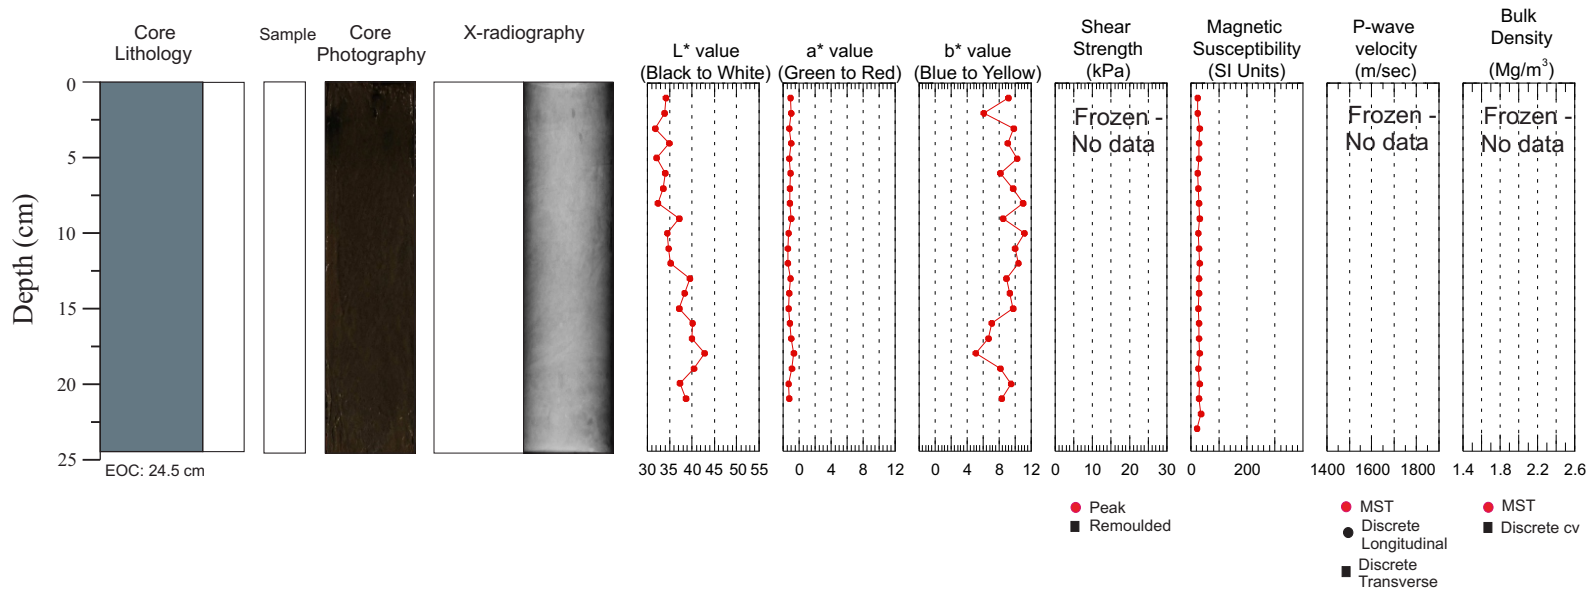 Core
Lithology
Sample
Core
Photography
X-radiography
L* value
(Black to White)
a* value
(Green to Red)
b* value
(Blue to Yellow)
Shear
Strength
(kPa)
Magnetic
Susceptibility
(SI Units)
P-wave
velocity
(m/sec)
Bulk
Density
(Mg/m³)
Depth (cm)
0
5
10
15
20
25
EOC: 24.5 cm
Frozen -
No data
Frozen -
No data
Frozen -
No data
30 35 40 45 50 55
0 4 8 12
0 4 8 12
0 10 20 30
0 200
1400 1600 1800
1.4 1.8 2.2 2.6
Peak
Remoulded
MST
Discrete
Longitudinal
Discrete
Transverse
MST
Discrete cv